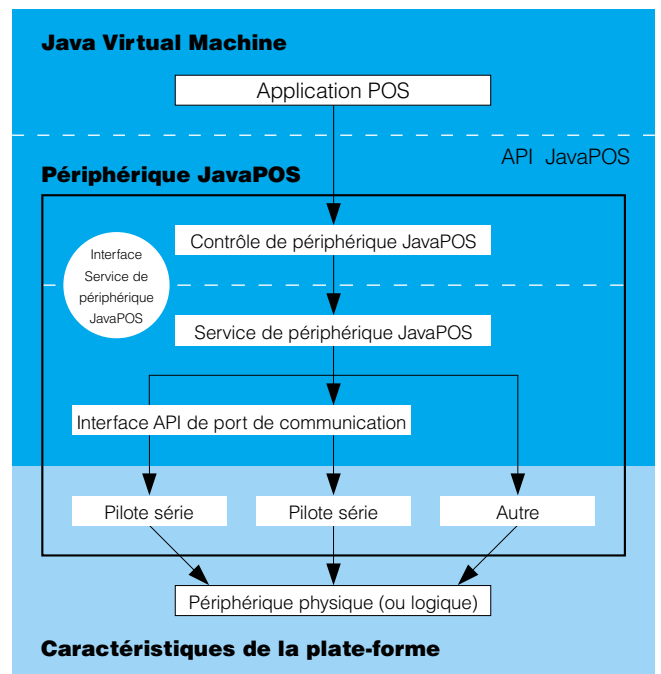 Java Virtual Machine
Application POS
API JavaPOS
Périphérique JavaPOS
Contrôle de périphérique JavaPOS
Interface
Service de
périphérique
JavaPOS
Service de périphérique JavaPOS
Interface API de port de communication
Pilote série
Pilote série
Autre
Périphérique physique (ou logique)
Caractéristiques de la plate-forme